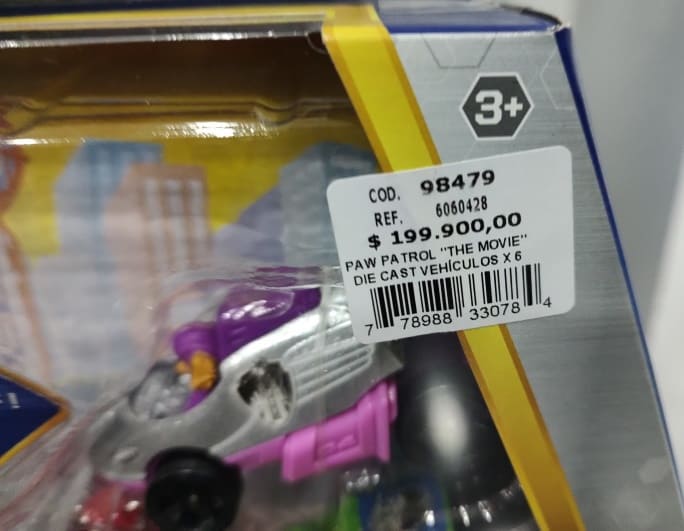 3+
COD. 98479
REF. 6060428
$ 199.900,00
PAW PATROL "THE MOVIE"
DIE CAST VEHÍCULOS X 6
7 78988 33078 4